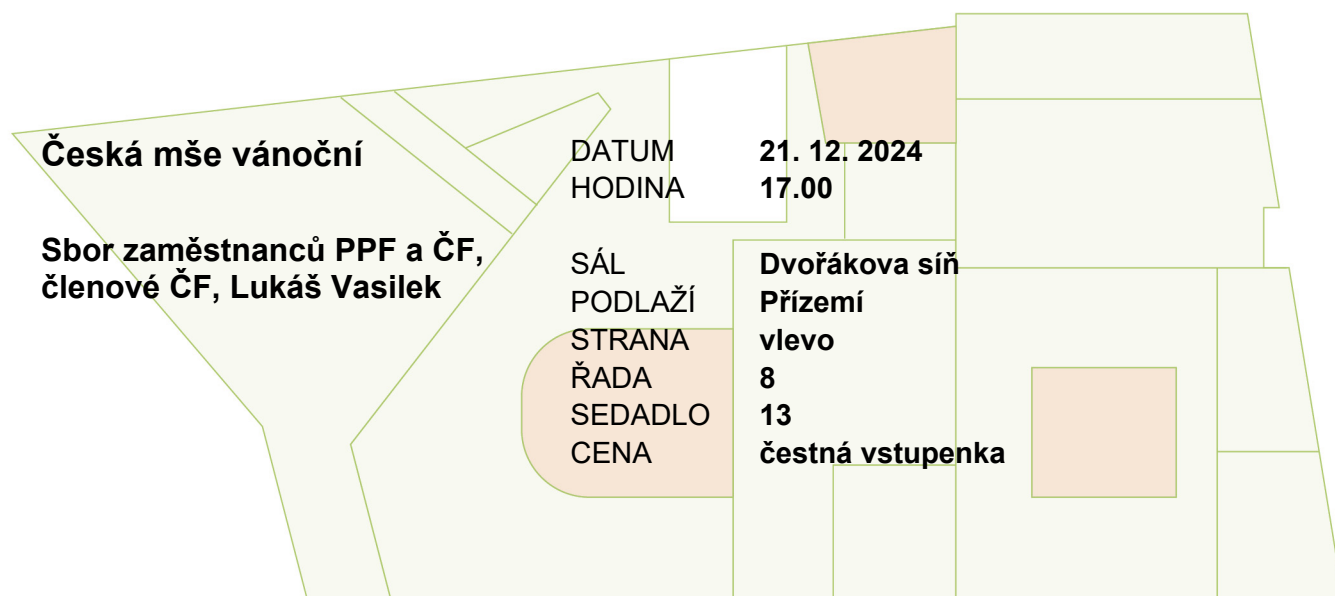 Česká mše vánoční
Sbor zaměstnanců PPF a ČF,
členové ČF, Lukáš Vasilek
DATUM 21. 12. 2024
HODINA 17.00
SÁL Dvořákova síň
PODLAŽÍ Přízemí
STRANA vlevo
ŘADA 8
SEDADLO 13
CENA čestná vstupenka